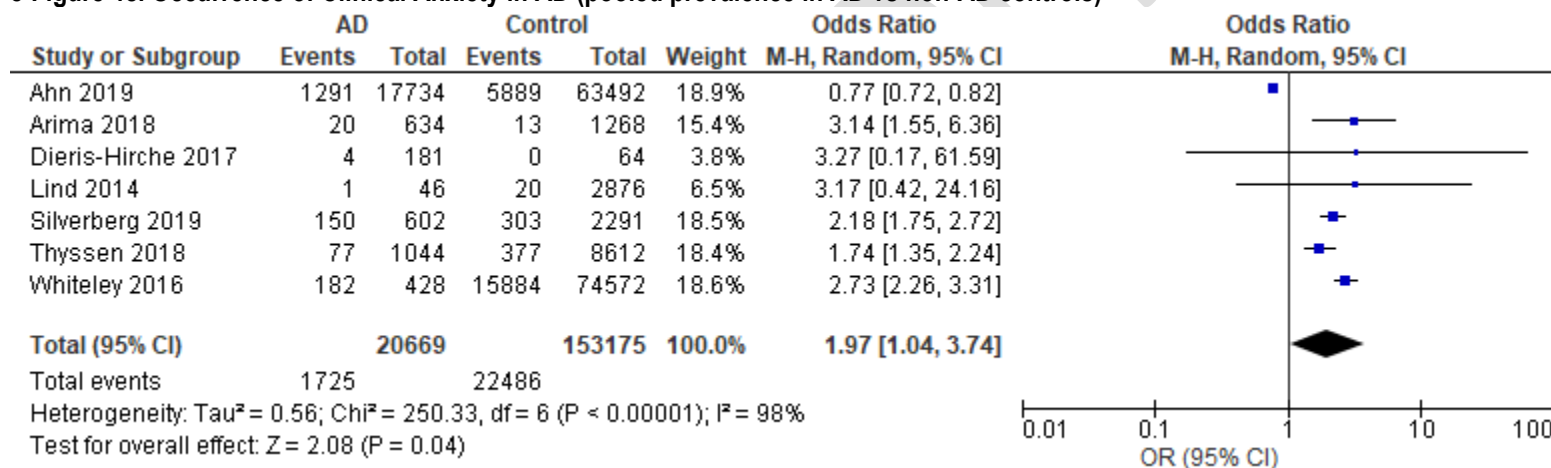 AD Control Odds Ratio Odds Ratio
Study or Subgroup Events Total Events Total Weight M-H, Random, 95% CI M-H, Random, 95% CI
Ahn 2019 1291 17734 5889 63492 18.9% 0.77 [0.72, 0.82]
Arima 2018 20 634 13 1268 15.4% 3.14 [1.55, 6.36]
Dieris-Hirche 2017 4 181 0 64 3.8% 3.27 [0.17, 61.59]
Lind 2014 1 46 20 2876 6.5% 3.17 [0.42, 24.16]
Silverberg 2019 150 602 303 2291 18.5% 2.18 [1.75, 2.72]
Thyssen 2018 77 1044 377 8612 18.4% 1.74 [1.35, 2.24]
Whiteley 2016 182 428 15884 74572 18.6% 2.73 [2.26, 3.31]
Total (95% CI) 20669 153175 100.0% 1.97 [1.04, 3.74]
Total events 1725 22486
Heterogeneity: Tau² = 0.56; Chi² = 250.33, df = 6 (P < 0.00001); I² = 98%
Test for overall effect: Z = 2.08 (P = 0.04)
0.01 0.1 1 10 100
OR (95% CI)